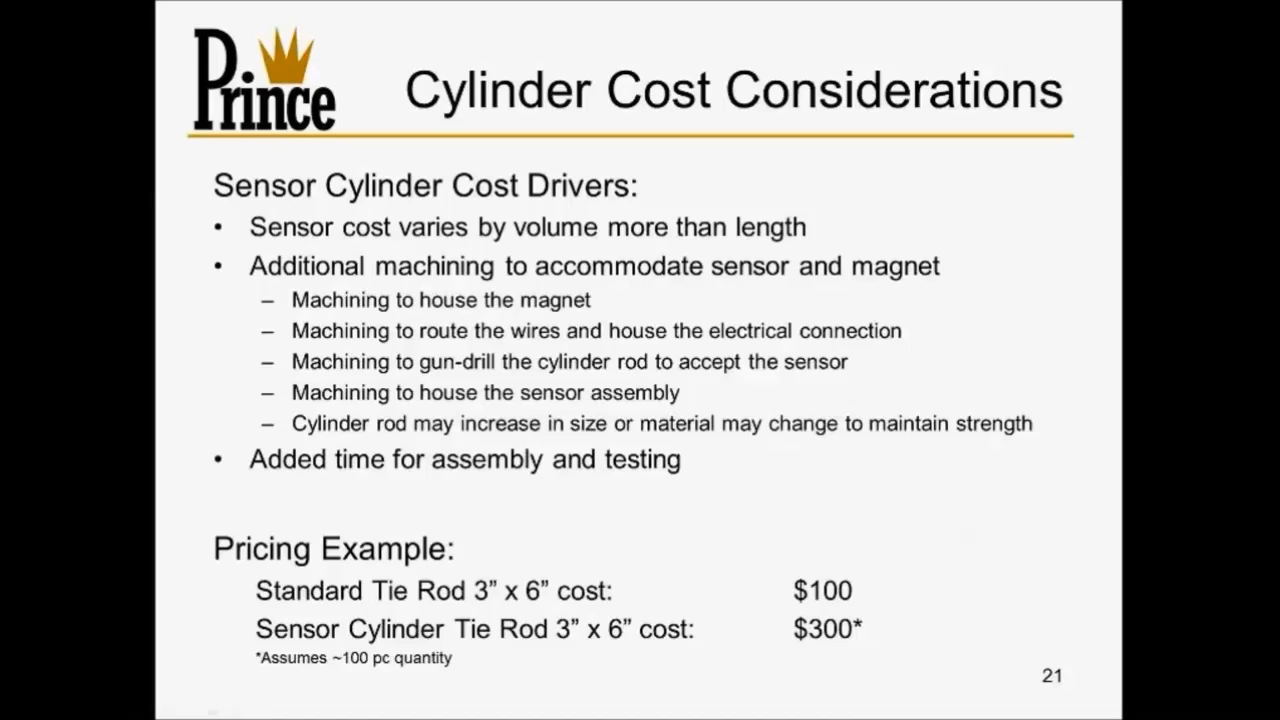 Prince
Cylinder Cost Considerations
Sensor Cylinder Cost Drivers:
• Sensor cost varies by volume more than length
• Additional machining to accommodate sensor and magnet
– Machining to house the magnet
– Machining to route the wires and house the electrical connection
– Machining to gun-drill the cylinder rod to accept the sensor
– Machining to house the sensor assembly
– Cylinder rod may increase in size or material may change to maintain strength
• Added time for assembly and testing
Pricing Example:
Standard Tie Rod 3” x 6” cost: $100
Sensor Cylinder Tie Rod 3” x 6” cost: $300*
*Assumes ~100 pc quantity
21